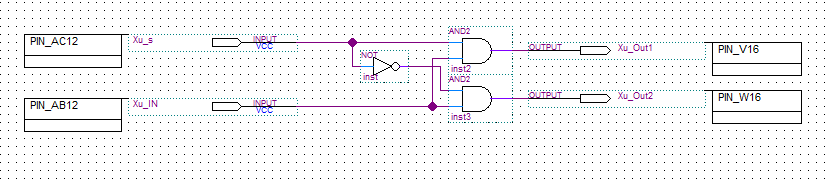 PIN_AC12
Xu_s
INPUT
VCC
NOT
inst
AND2
inst2
OUTPUT
Xu_Out1
PIN_V16
PIN_AB12
Xu_IN
INPUT
VCC
AND2
inst3
OUTPUT
Xu_Out2
PIN_W16